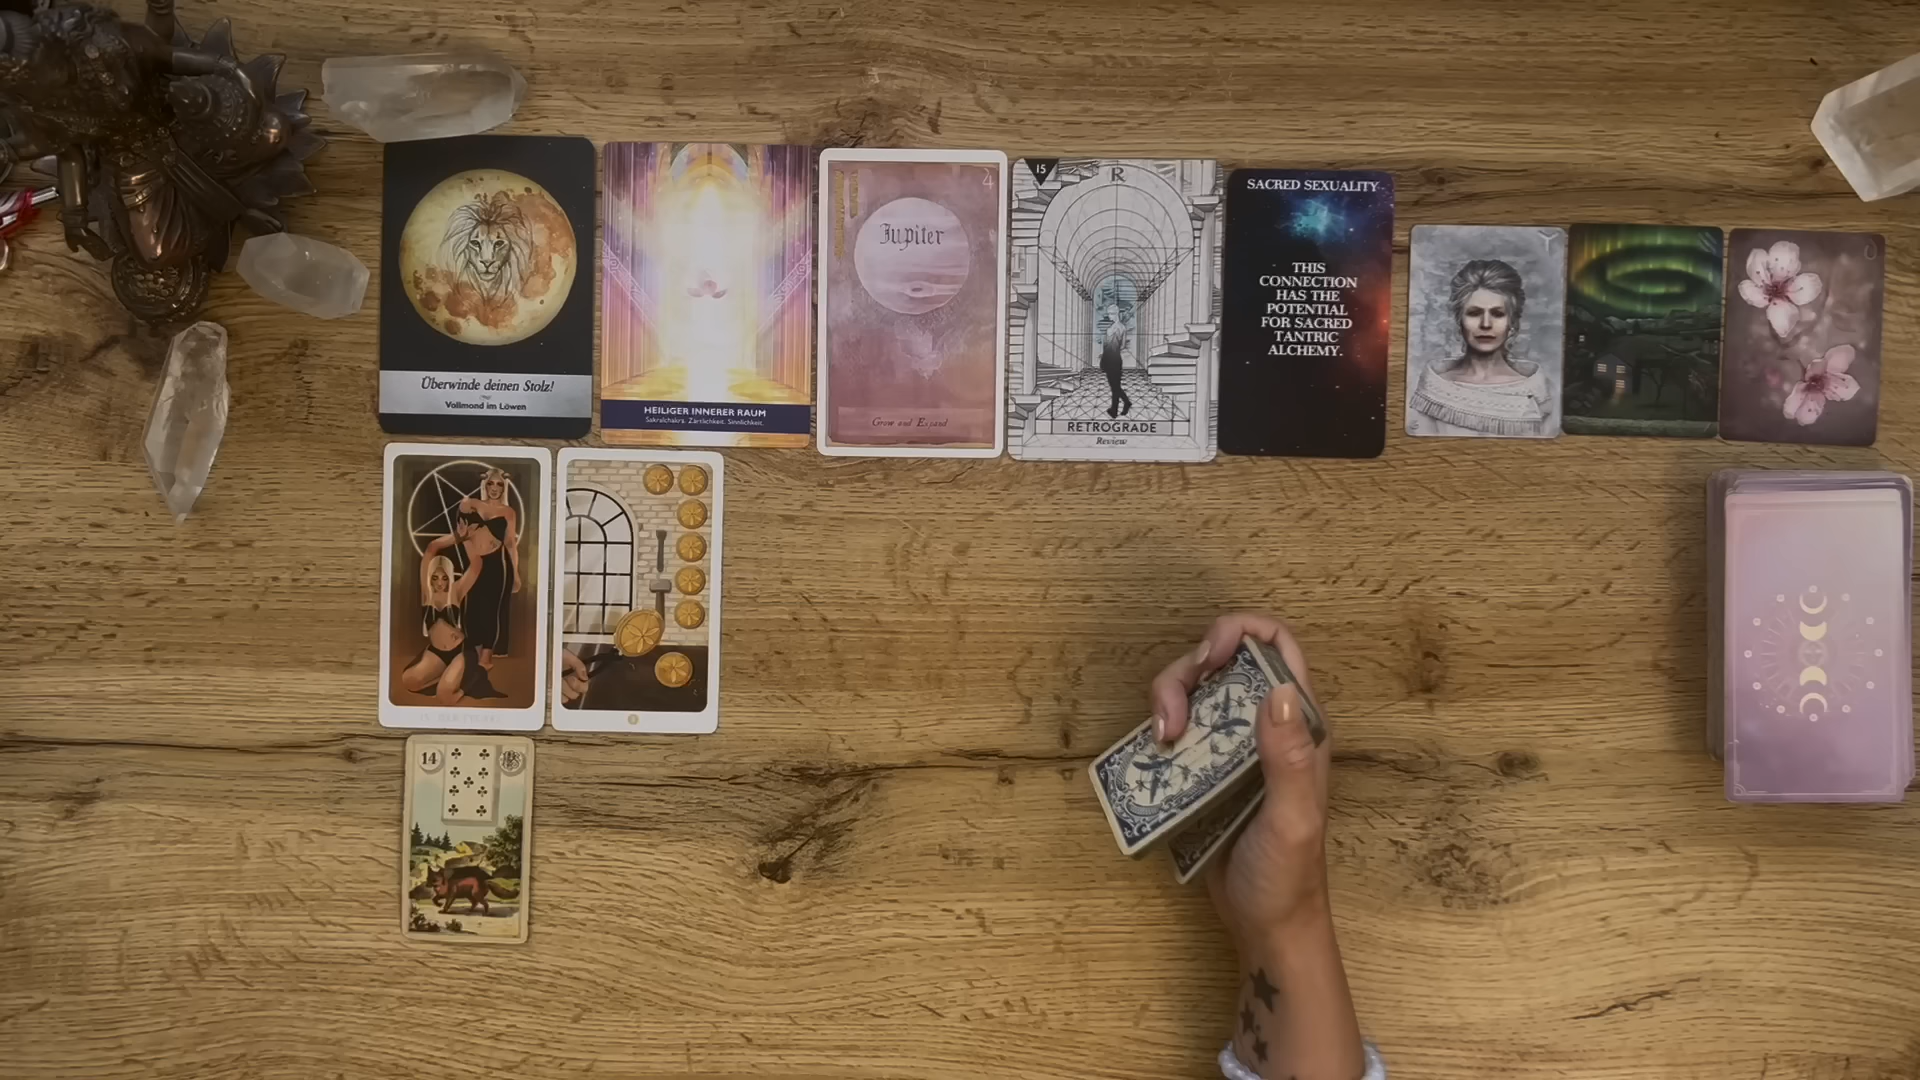 Überwinde deinen Stolz!
Vollmond im Löwen
HEILIGER INNERER RAUM
Sakralchakra. Zärtlichkeit. Sinnlichkeit.
Jupiter
Grow and Expand
15
R
RETROGRADE
Review
SACRED SEXUALITY
THIS
CONNECTION
HAS THE
POTENTIAL
FOR SACRED
TANTRIC
ALCHEMY.
14